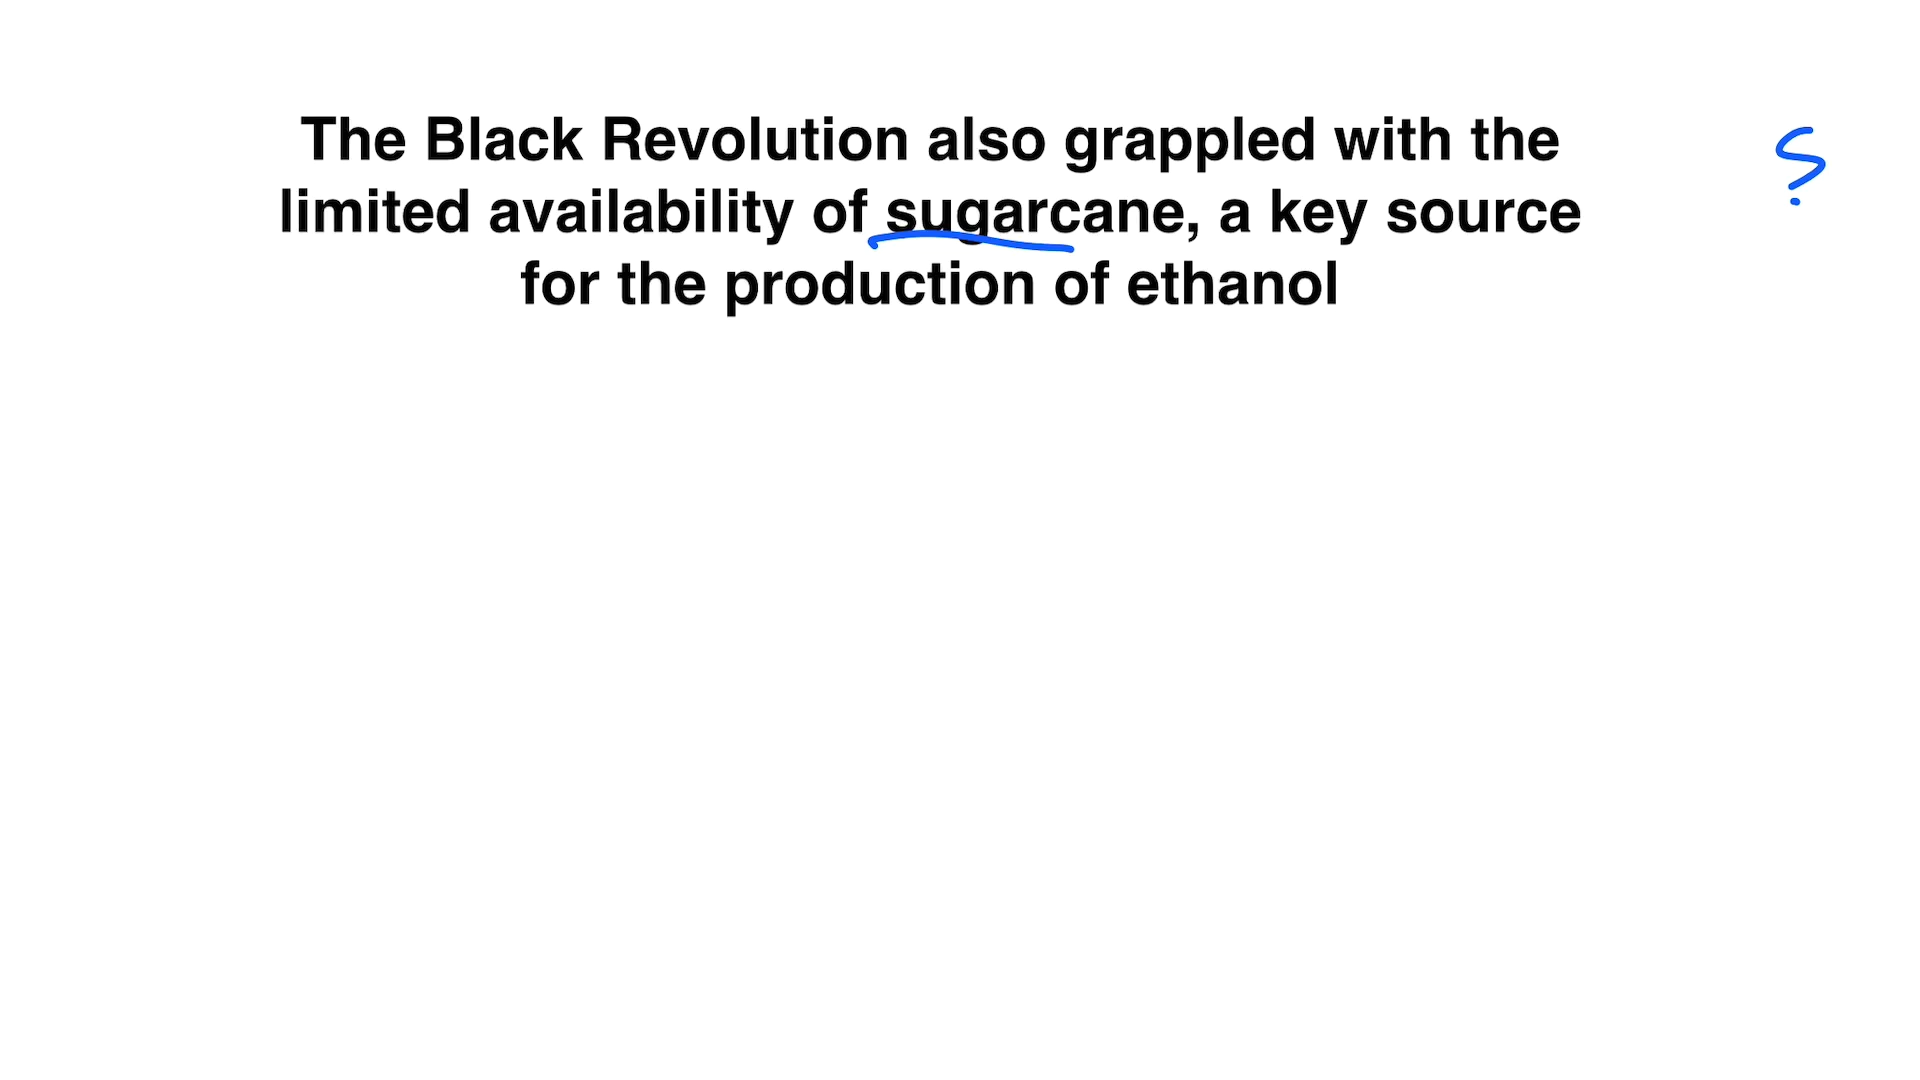 The Black Revolution also grappled with the
limited availability of sugarcane, a key source
for the production of ethanol
?